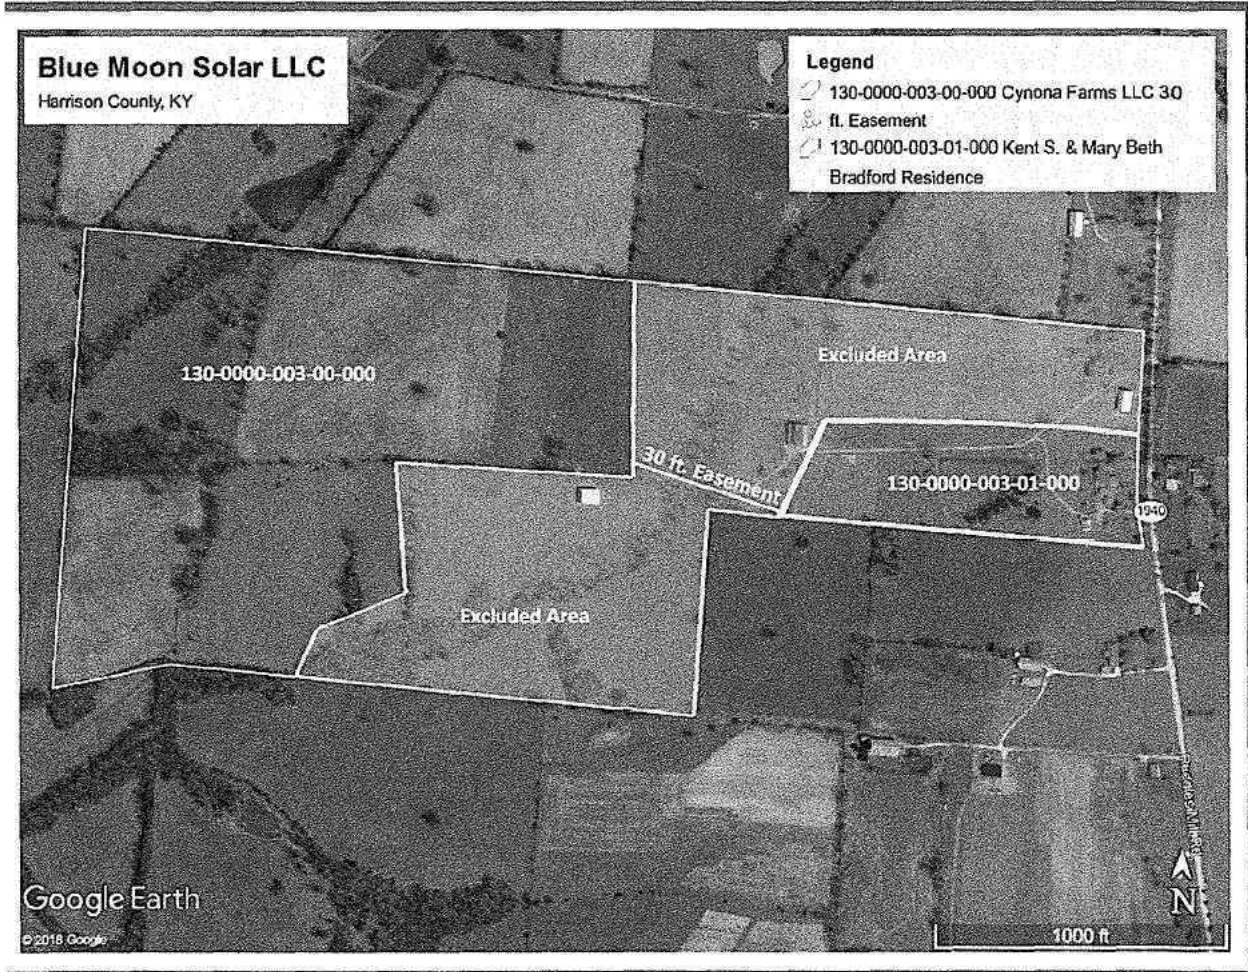 Blue Moon Solar LLC
Harrison County, KY
Legend
130-0000-003-00-000 Cynona Farms LLC 30
ft. Easement
130-0000-003-01-000 Kent S. & Mary Beth
Bradford Residence
Excluded Area
130-0000-003-00-000
30 ft. Easement
130-0000-003-01-000
1940
Excluded Area
Google Earth
N
© 2018 Google
1000 ft